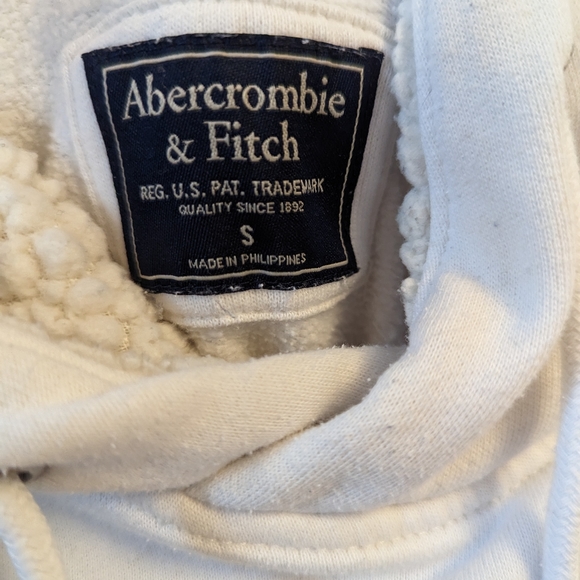 Abercrombie
& Fitch
REG. U.S. PAT. TRADEMARK
QUALITY SINCE 1892
S
MADE IN PHILIPPINES